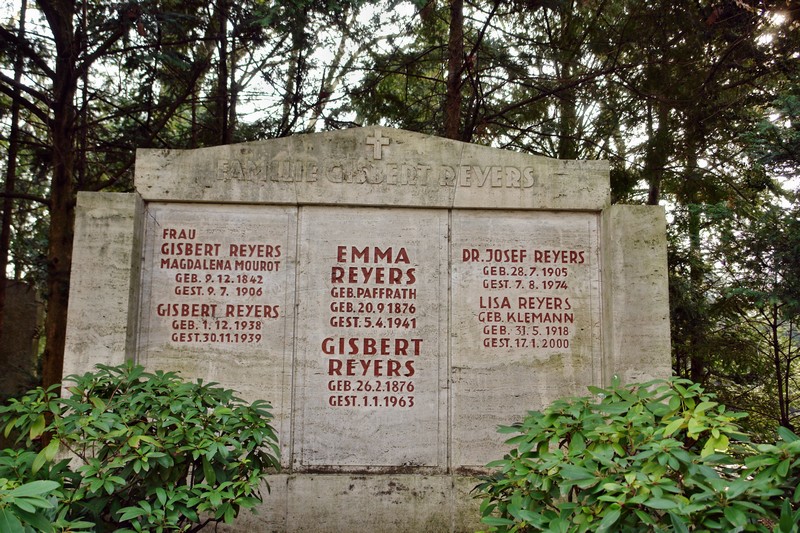 FAMILIE GISBERT REYERS
FRAU
GISBERT REYERS
MAGDALENA MOUROT
GEB. 9.12.1842
GEST. 9.7.1906
GISBERT REYERS
GEB. 1.12.1938
GEST. 30.11.1939
EMMA
REYERS
GEB. PAFFRATH
GEB. 20.9.1876
GEST. 5.4.1941
GISBERT
REYERS
GEB. 26.2.1876
GEST. 1.1.1963
DR. JOSEF REYERS
GEB. 28.7.1905
GEST. 7.8.1974
LISA REYERS
GEB. KLEMANN
GEB. 31.5.1918
GEST. 17.1.2000